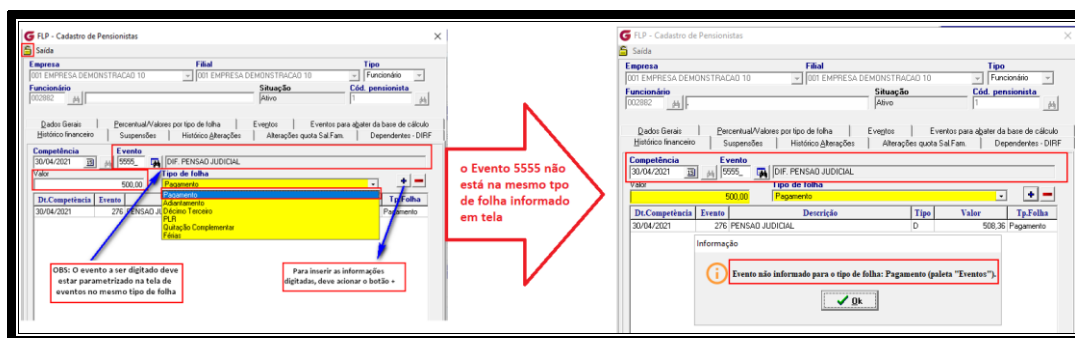 FLP - Cadastro de Pensionistas
Saída
Empresa Filial Tipo
001 EMPRESA DEMONSTRACAO 10 001 EMPRESA DEMONSTRACAO 10 Funcionário
Funcionário Situação Cód. pensionista
002882 Ativo 1
Dados Gerais Percentual/Valores por tipo de folha Eventos Eventos para abater da base de cálculo
Histórico financeiro Suspensões Histórico Alterações Alterações quota Sal.Fam. Dependentes - DIRF
Competência Evento
30/04/2021 5555_ DIF. PENSAO JUDICIAL
Valor Tipo de folha
500,00 Pagamento
Dt.Competência Evento Tp.Folha
30/04/2021 276 PENSAO JU Pagamento
Pagamento
Adiantamento
Décimo Terceiro
PLR
Quitação Complementar
Férias
OBS: O evento a ser digitado deve
estar parametrizado na tela de
eventos no mesmo tipo de folha
Para inserir as informações
digitadas, deve acionar o botão +
o Evento 5555 não
está na mesmo tpo
de folha informado
em tela
FLP - Cadastro de Pensionistas
Saída
Empresa Filial Tipo
001 EMPRESA DEMONSTRACAO 10 001 EMPRESA DEMONSTRACAO 10 Funcionário
Funcionário Situação Cód. pensionista
002882 Ativo 1
Dados Gerais Percentual/Valores por tipo de folha Eventos Eventos para abater da base de cálculo
Histórico financeiro Suspensões Histórico Alterações Alterações quota Sal.Fam. Dependentes - DIRF
Competência Evento
30/04/2021 5555_ DIF. PENSAO JUDICIAL
Valor Tipo de folha
500,00 Pagamento
Dt.Competência Evento Descrição Tipo Valor Tp.Folha
30/04/2021 276 PENSAO JUDICIAL D 508,36 Pagamento
Informação
Evento não informado para o tipo de folha: Pagamento (paleta "Eventos").
Ok